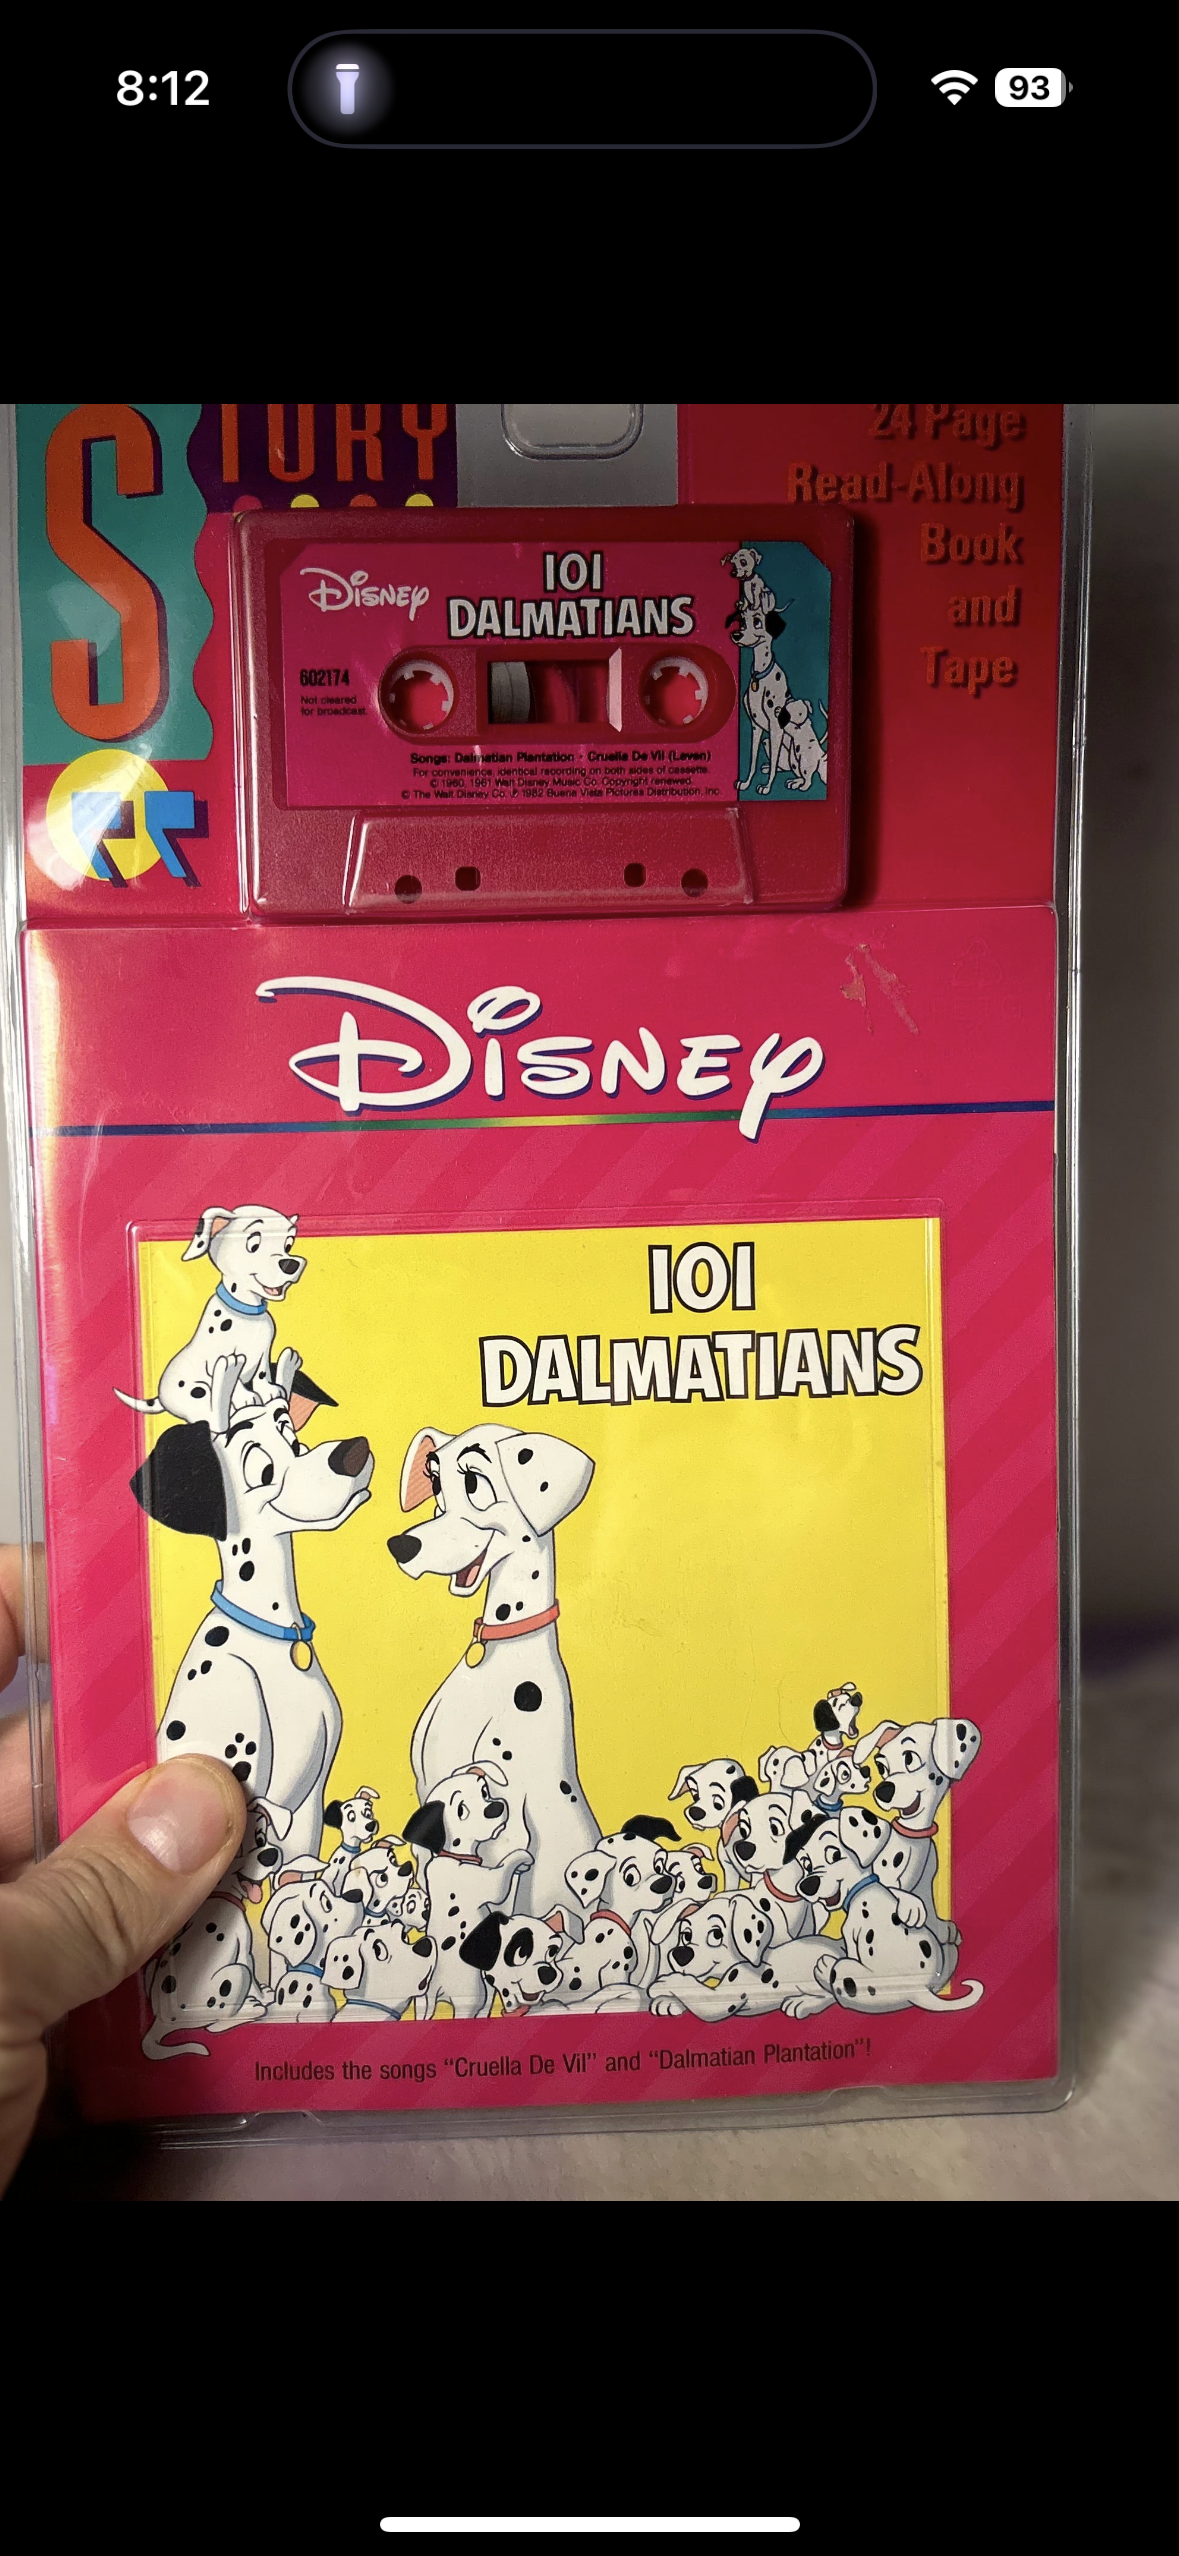 8:12
93
STORY
24 Page
Read-Along
Book
and
Tape
Disney
101
DALMATIANS
602174
Not cleared
for broadcast.
Songs: Dalmatian Plantation • Cruella De Vil (Leven)
For convenience, identical recording on both sides of cassette.
© 1960, 1961 Walt Disney Music Co. Copyright renewed.
© The Walt Disney Co. ℗ 1982 Buena Vista Pictures Distribution, Inc.
Disney
101
DALMATIANS
Includes the songs “Cruella De Vil” and “Dalmatian Plantation”!